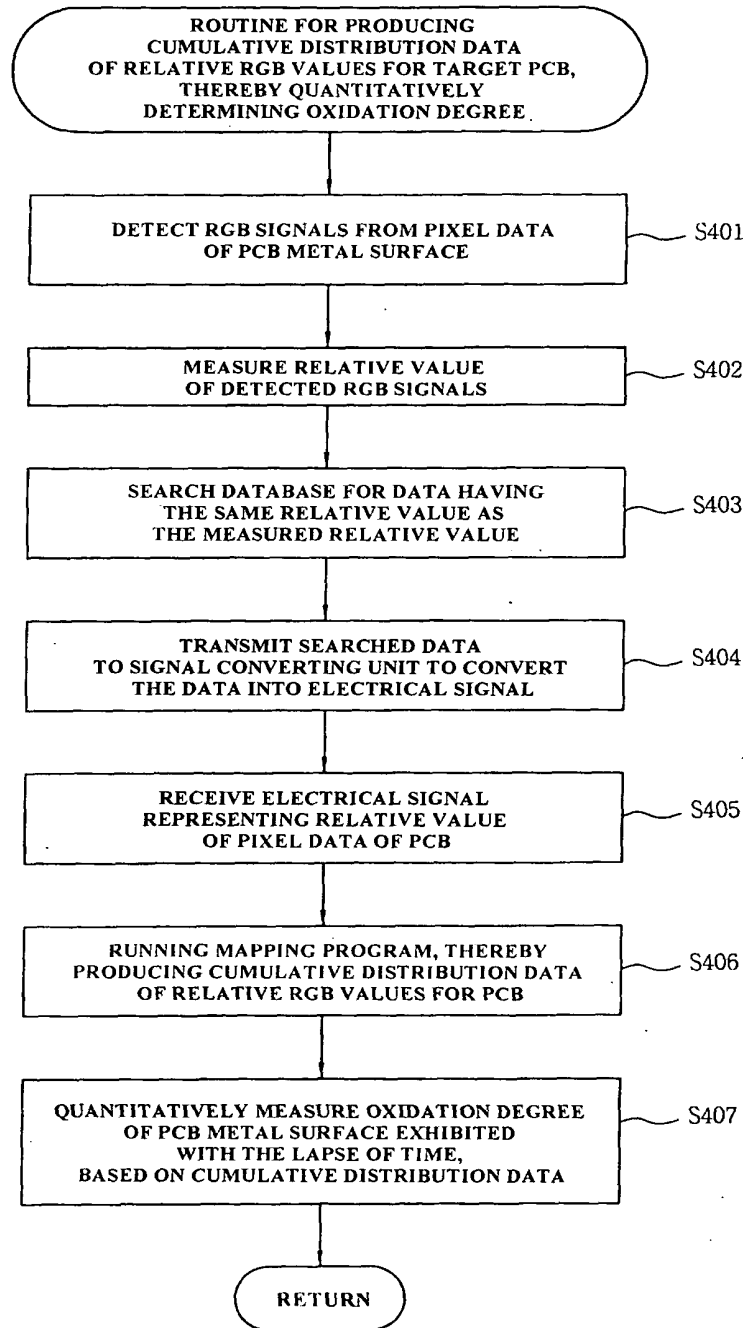 ROUTINE FOR PRODUCING
CUMULATIVE DISTRIBUTION DATA
OF RELATIVE RGB VALUES FOR TARGET PCB,
THEREBY QUANTITATIVELY
DETERMINING OXIDATION DEGREE
DETECT RGB SIGNALS FROM PIXEL DATA
OF PCB METAL SURFACE
S401
MEASURE RELATIVE VALUE
OF DETECTED RGB SIGNALS
S402
SEARCH DATABASE FOR DATA HAVING
THE SAME RELATIVE VALUE AS
THE MEASURED RELATIVE VALUE
S403
TRANSMIT SEARCHED DATA
TO SIGNAL CONVERTING UNIT TO CONVERT
THE DATA INTO ELECTRICAL SIGNAL
S404
RECEIVE ELECTRICAL SIGNAL
REPRESENTING RELATIVE VALUE
OF PIXEL DATA OF PCB
S405
RUNNING MAPPING PROGRAM, THEREBY
PRODUCING CUMULATIVE DISTRIBUTION DATA
OF RELATIVE RGB VALUES FOR PCB
S406
QUANTITATIVELY MEASURE OXIDATION DEGREE
OF PCB METAL SURFACE EXHIBITED
WITH THE LAPSE OF TIME,
BASED ON CUMULATIVE DISTRIBUTION DATA
S407
RETURN